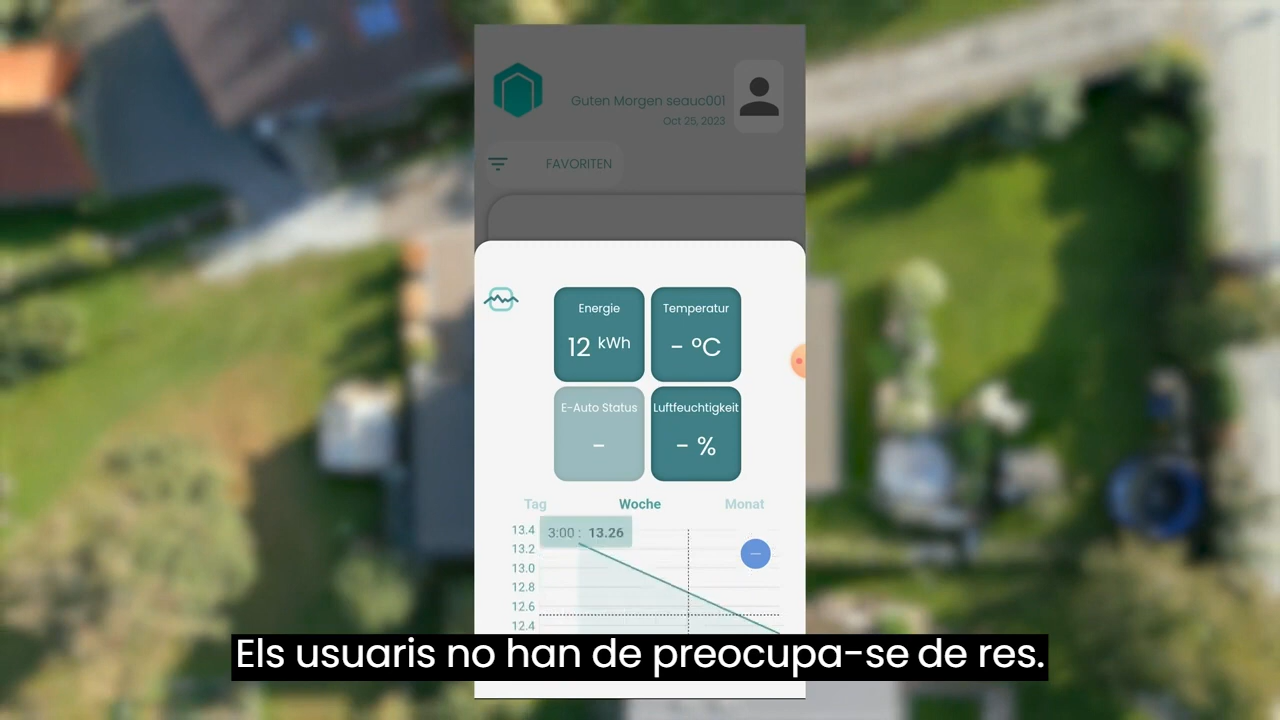 Guten Morgen seauc001
Oct 25, 2023
FAVORITEN
Energie
12 kWh
Temperatur
- °C
E-Auto Status
-
Luftfeuchtigkeit
- %
Tag Woche Monat
3:00 : 13.26
13.4
13.2
13.0
12.8
12.6
12.4
Els usuaris no han de preocupa-se de res.